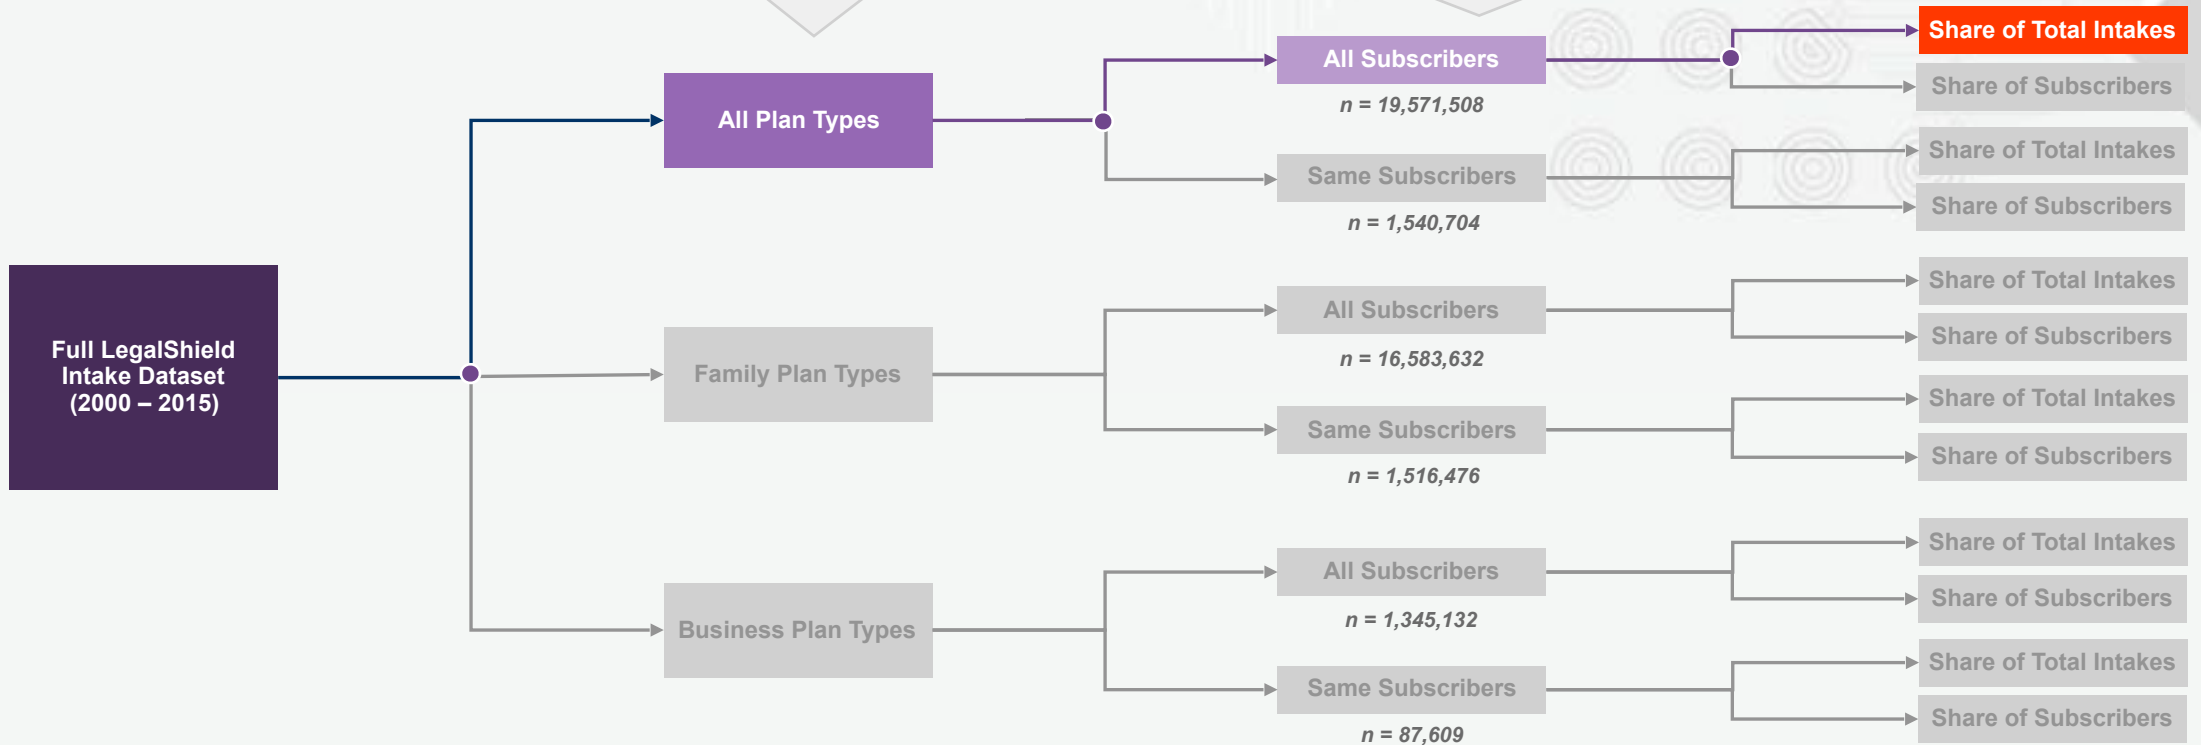 Full LegalShield
Intake Dataset
(2000 – 2015)
All Plan Types
All Subscribers
n = 19,571,508
Share of Total Intakes
Share of Subscribers
Same Subscribers
n = 1,540,704
Share of Total Intakes
Share of Subscribers
Family Plan Types
All Subscribers
n = 16,583,632
Share of Total Intakes
Share of Subscribers
Same Subscribers
n = 1,516,476
Share of Total Intakes
Share of Subscribers
Business Plan Types
All Subscribers
n = 1,345,132
Share of Total Intakes
Share of Subscribers
Same Subscribers
n = 87,609
Share of Total Intakes
Share of Subscribers